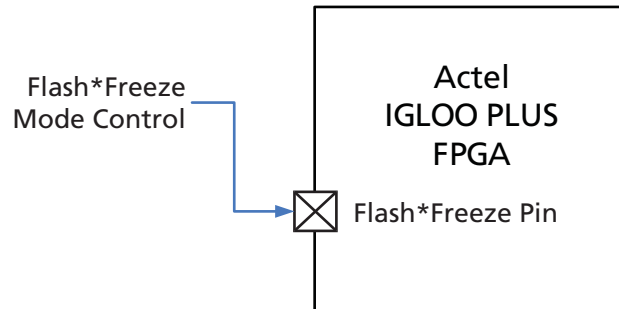 Flash*Freeze
Mode Control
Actel
IGLOO PLUS
FPGA
Flash*Freeze Pin